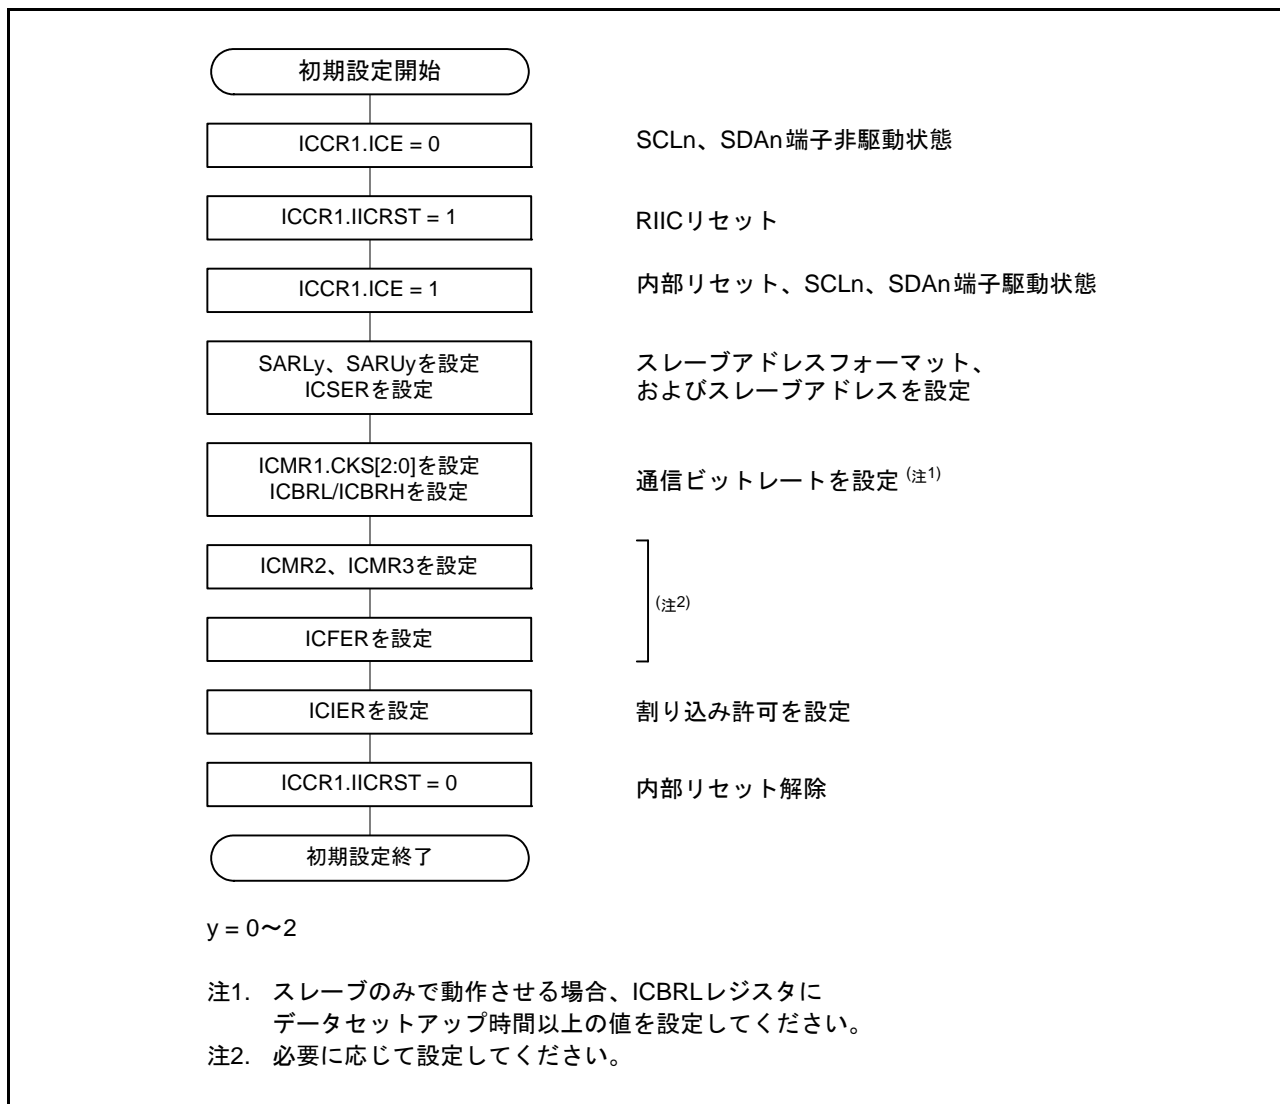 初期設定開始
ICCR1.ICE = 0
SCLn、SDAn端子非駆動状態
ICCR1.IICRST = 1
RIICリセット
ICCR1.ICE = 1
内部リセット、SCLn、SDAn端子駆動状態
SARLy、SARUyを設定
ICSERを設定
スレーブアドレスフォーマット、
およびスレーブアドレスを設定
ICMR1.CKS[2:0]を設定
ICBRL/ICBRHを設定
通信ビットレートを設定 (注1)
ICMR2、ICMR3を設定
(注2)
ICFERを設定
ICIERを設定
割り込み許可を設定
ICCR1.IICRST = 0
内部リセット解除
初期設定終了
y = 0～2
注1. スレーブのみで動作させる場合、ICBRLレジスタに
データセットアップ時間以上の値を設定してください。
注2. 必要に応じて設定してください。